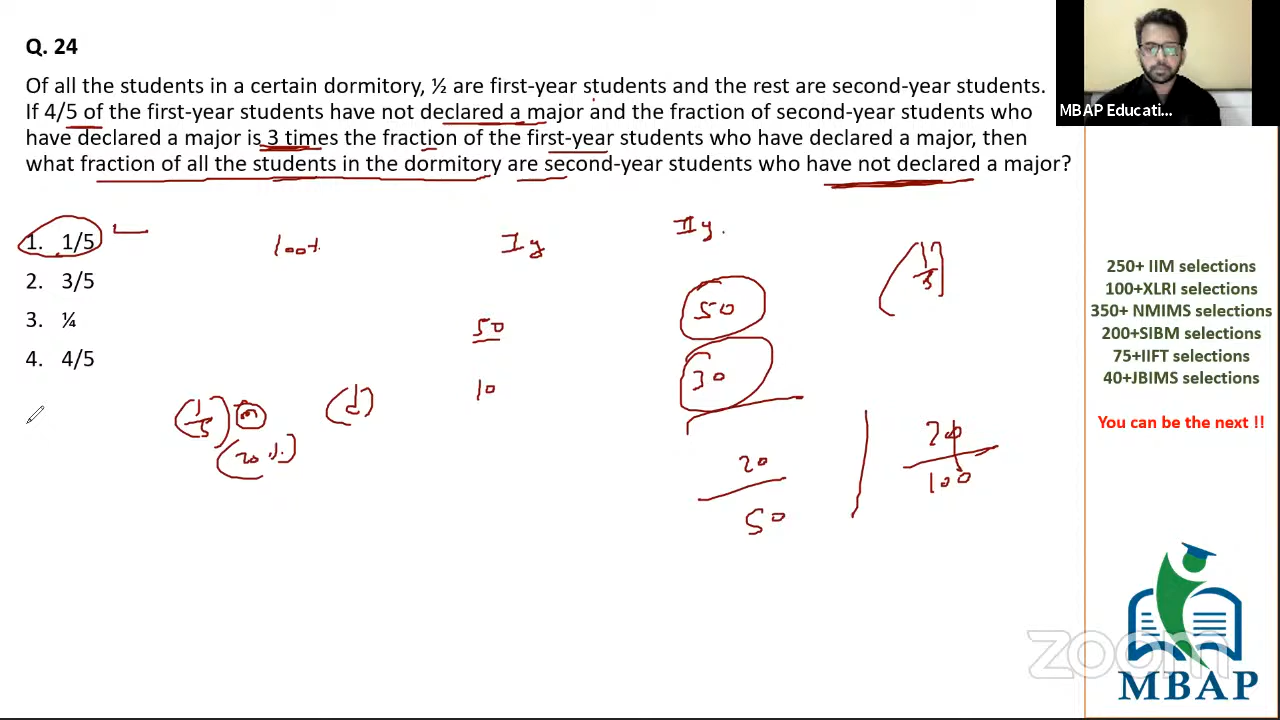 Q. 24
Of all the students in a certain dormitory, ½ are first-year students and the rest are second-year students.
If 4/5 of the first-year students have not declared a major and the fraction of second-year students who
have declared a major is 3 times the fraction of the first-year students who have declared a major, then
what fraction of all the students in the dormitory are second-year students who have not declared a major?
1. 1/5
2. 3/5
3. ¼
4. 4/5
100%
I y
II y.
50
50
10
30
1/5
20%
20
50
20
100
1/5
MBAP Educati...
250+ IIM selections
100+XLRI selections
350+ NMIMS selections
200+SIBM selections
75+IIFT selections
40+JBIMS selections
You can be the next !!
zoom
MBAP